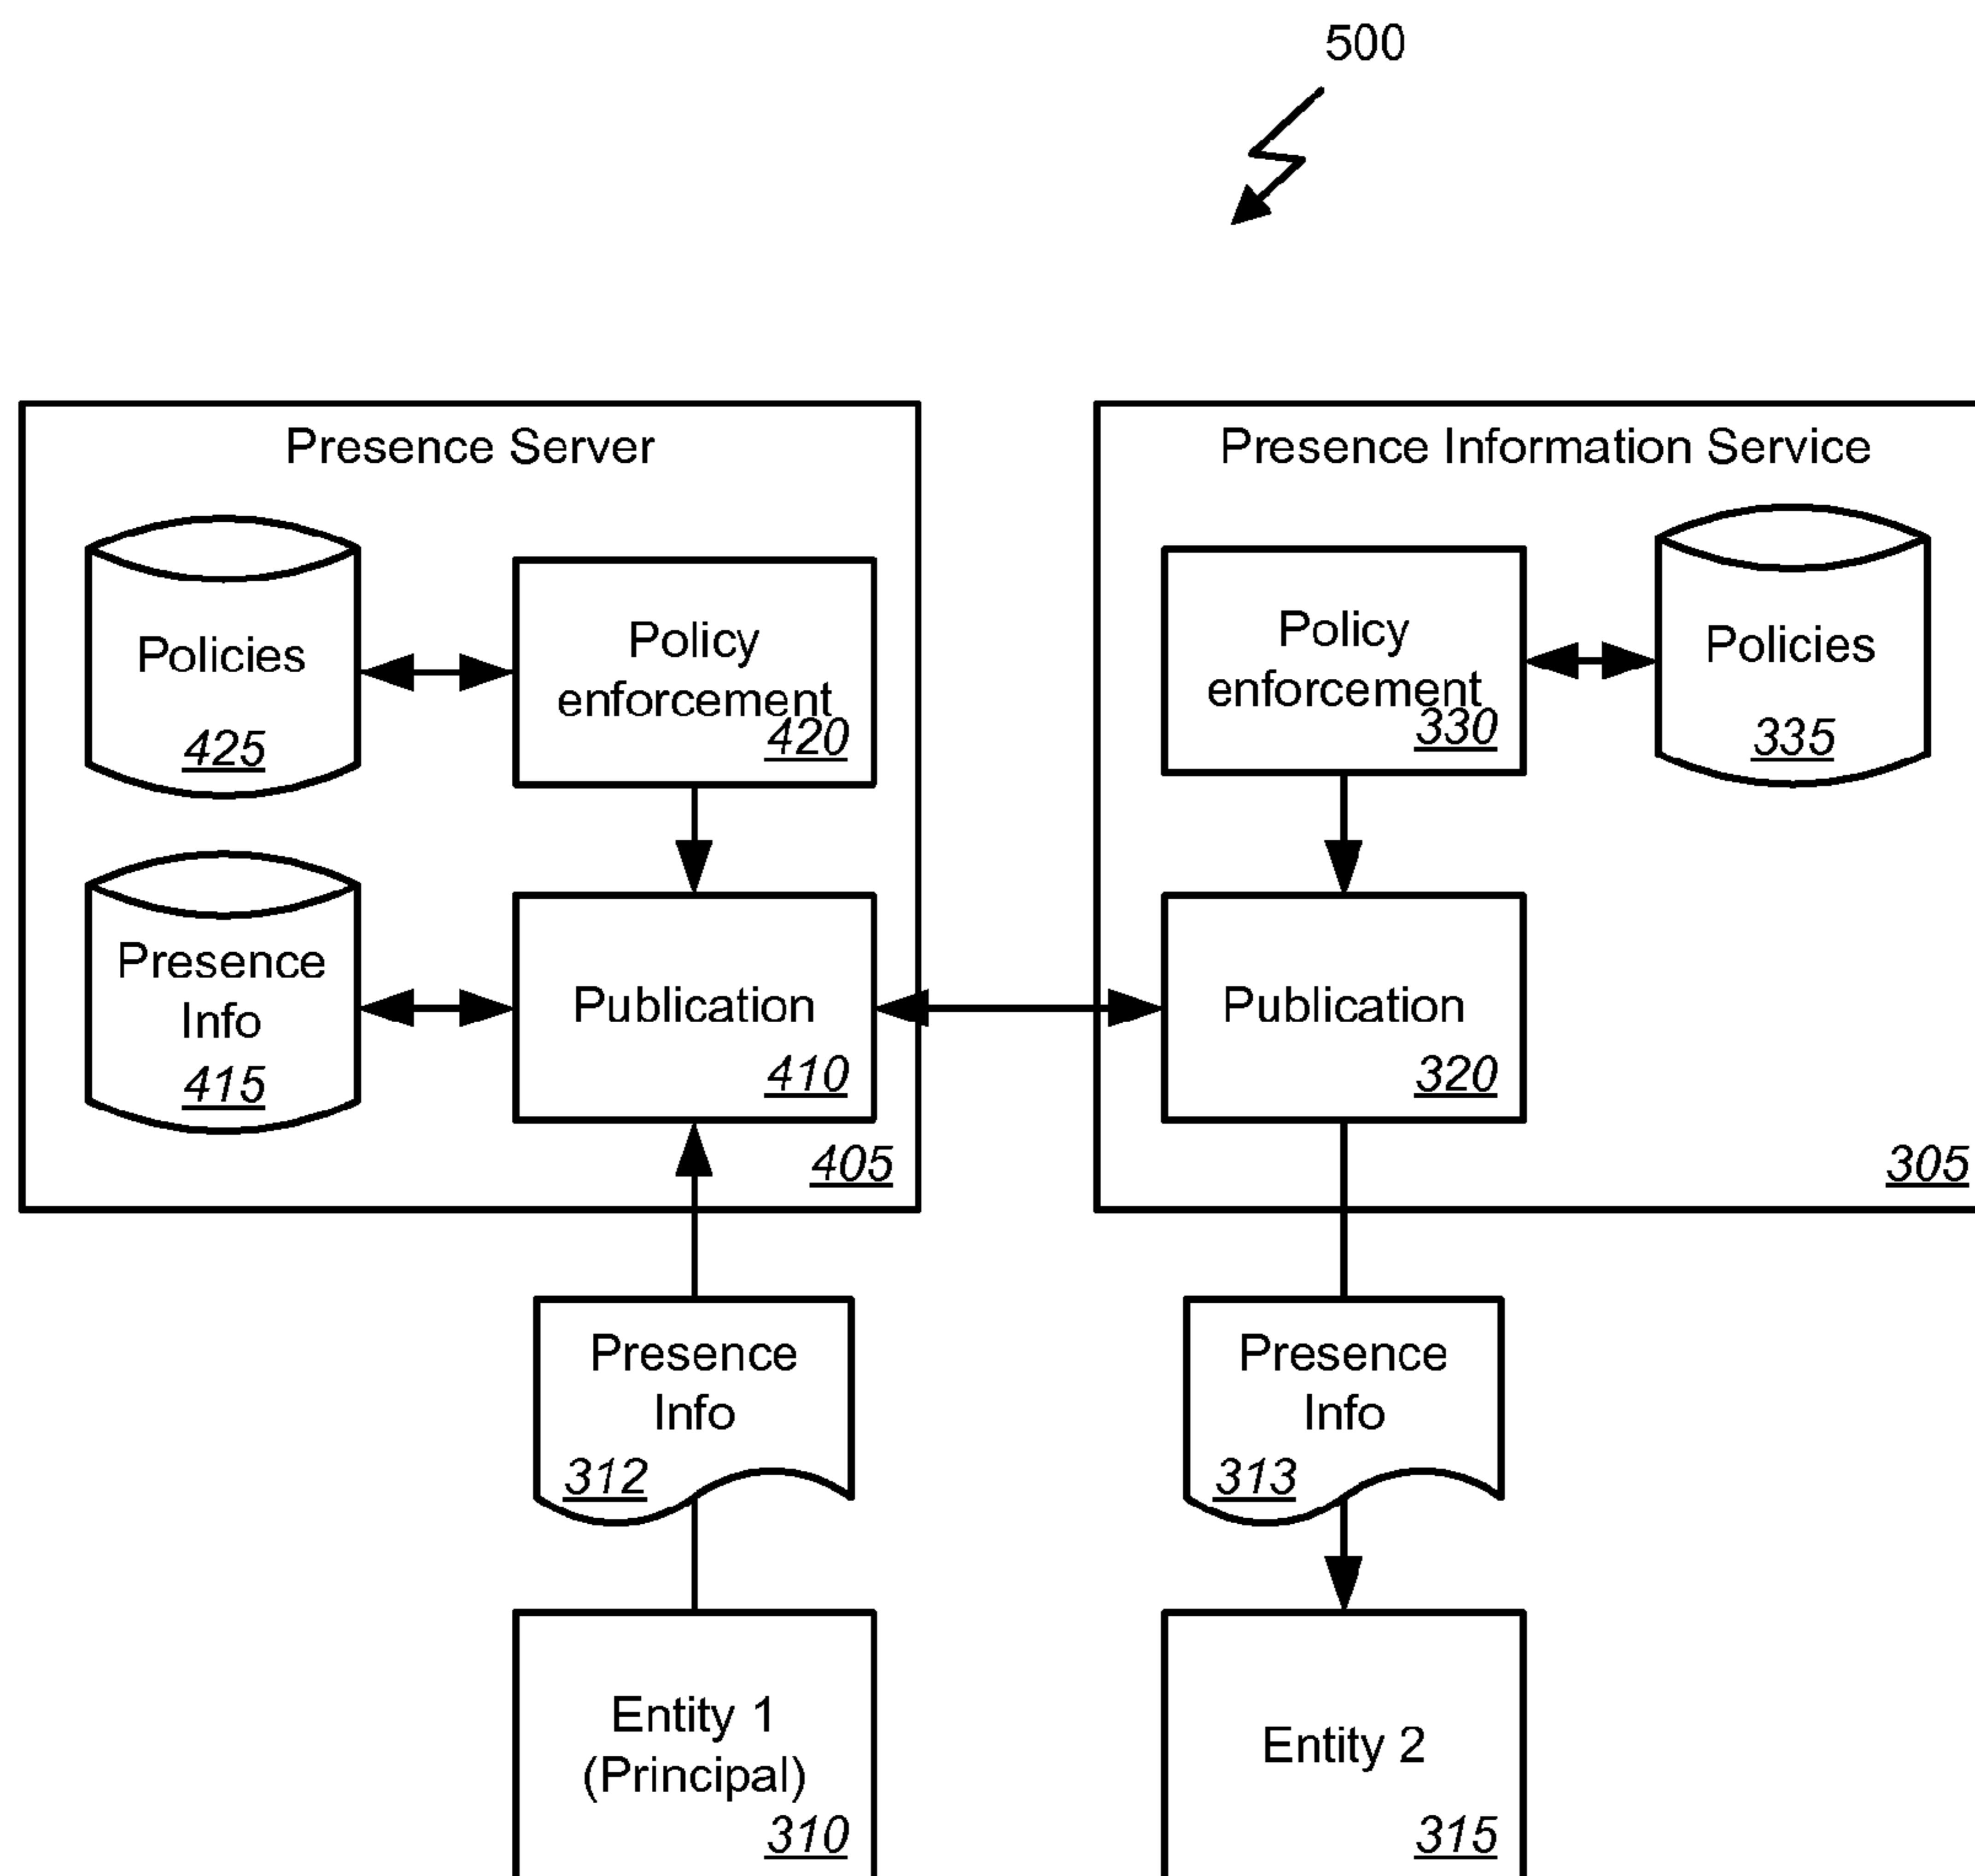 500
Presence Server
Policies
425
Policy
enforcement
420
Presence
Info
415
Publication
410
405
Presence Information Service
Policy
enforcement
330
Policies
335
Publication
320
305
Presence
Info
312
Presence
Info
313
Entity 1
(Principal)
310
Entity 2
315